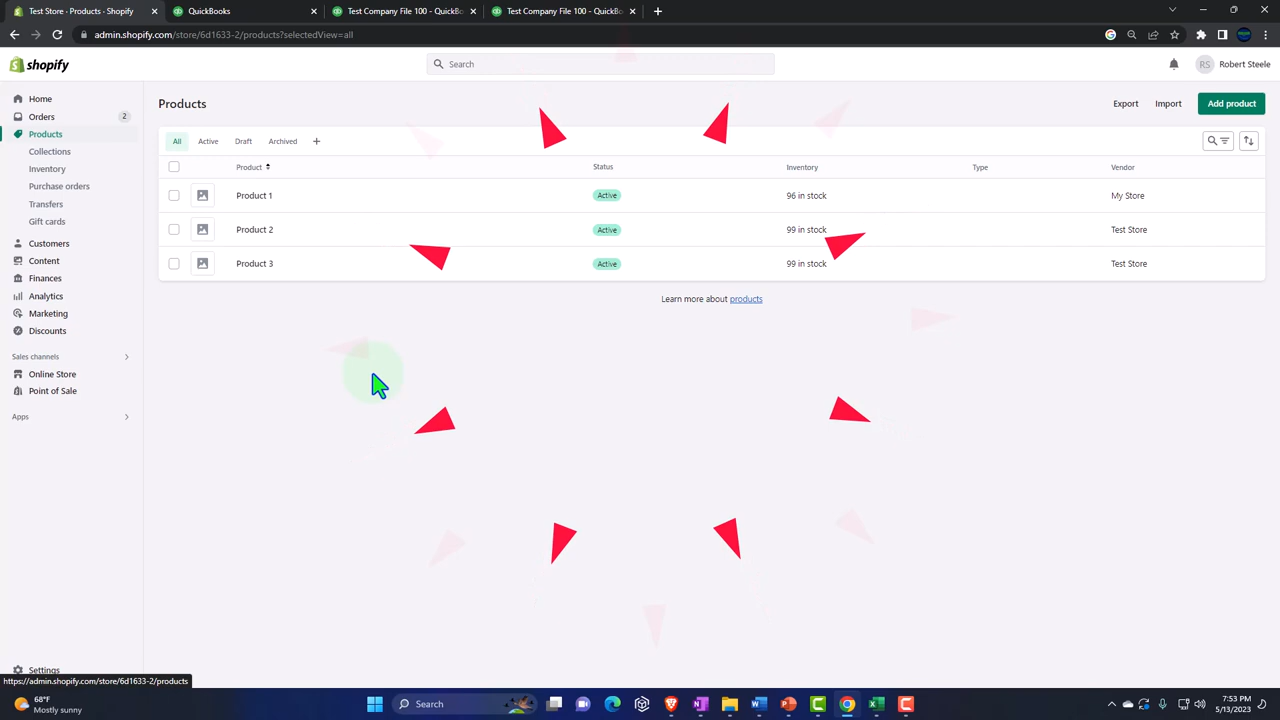 Test Store · Products · Shopify
QuickBooks
Test Company File 100 - QuickBo
Test Company File 100 - QuickBo
admin.shopify.com/store/6d1633-2/products?selectedView=all
shopify
Search
RS
Robert Steele
Home
Orders
2
Products
Collections
Inventory
Purchase orders
Transfers
Gift cards
Customers
Content
Finances
Analytics
Marketing
Discounts
Sales channels
Online Store
Point of Sale
Apps
Settings
Products
Export
Import
Add product
All
Active
Draft
Archived
Product
Status
Inventory
Type
Vendor
Product 1
Active
96 in stock
My Store
Product 2
Active
99 in stock
Test Store
Product 3
Active
99 in stock
Test Store
Learn more about products
https://admin.shopify.com/store/6d1633-2/products
68°F
Mostly sunny
Search
7:53 PM
5/13/2023